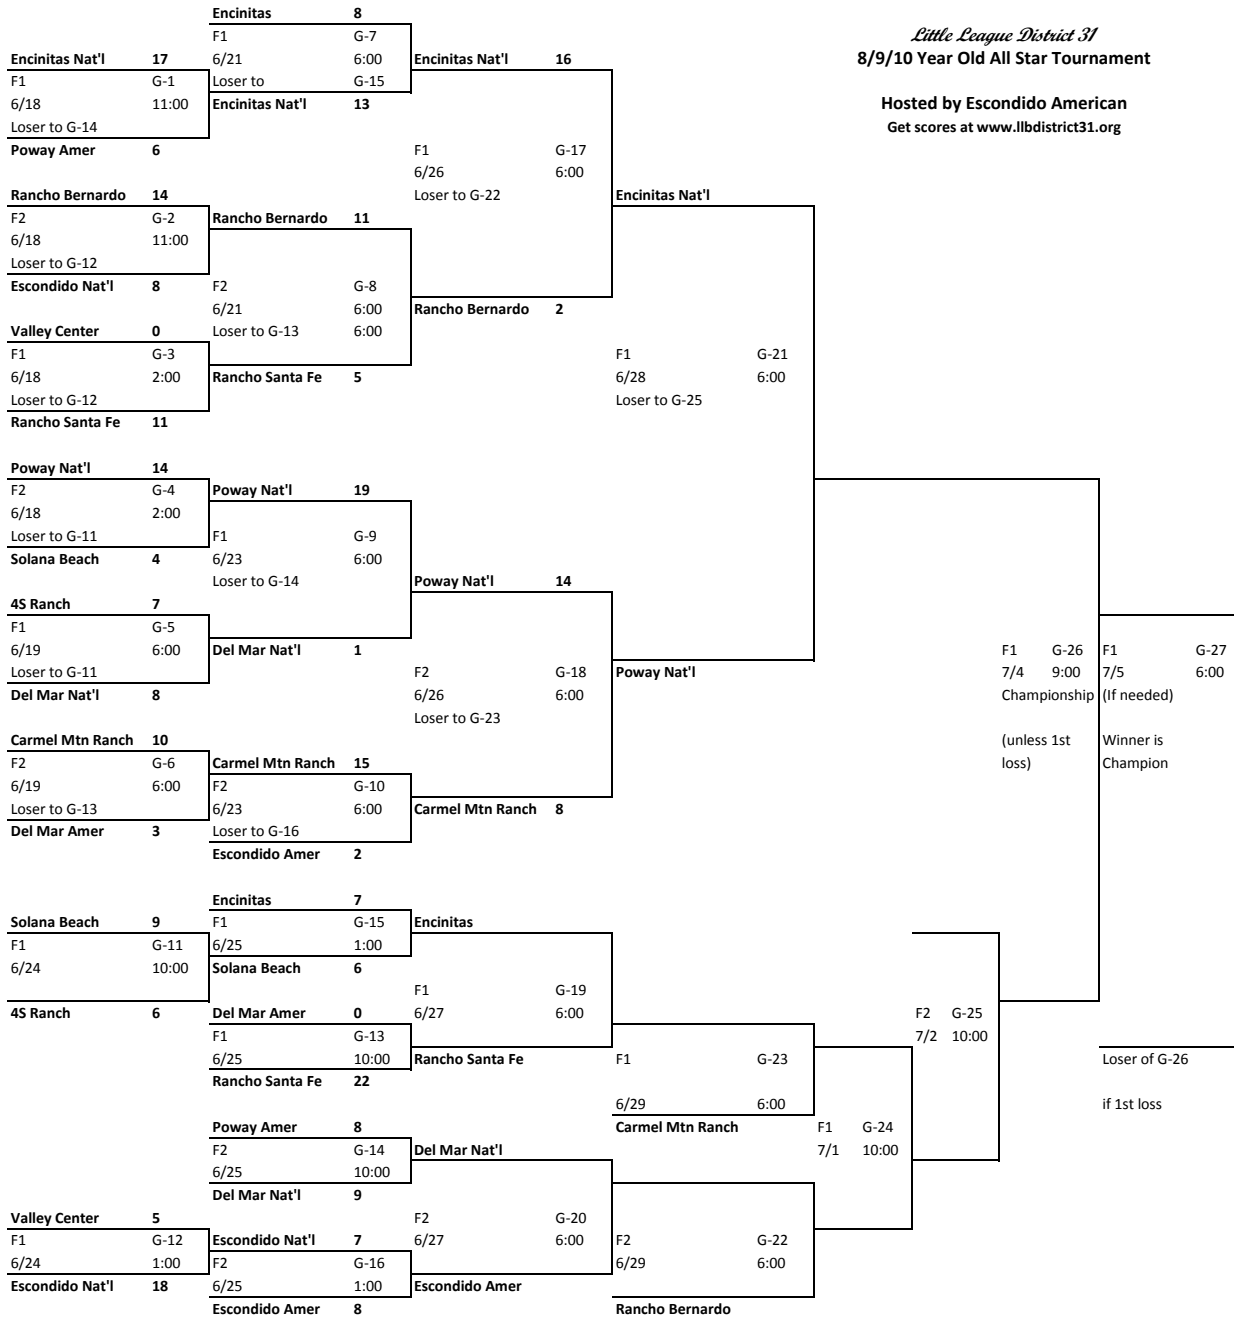 Encinitas 8
F1 G-7
Little League District 31
Encinitas Nat'l 17 6/21 6:00 Encinitas Nat'l 16 8/9/10 Year Old All Star Tournament
F1 G-1 Loser to G-15
6/18 11:00 Encinitas Nat'l 13 Hosted by Escondido American
Loser to G-14 Get scores at www.llbdistrict31.org
Poway Amer 6 F1 G-17
6/26 6:00
Rancho Bernardo 14 Loser to G-22 Encinitas Nat'l
F2 G-2 Rancho Bernardo 11
6/18 11:00
Loser to G-12
Escondido Nat'l 8 F2 G-8
6/21 6:00 Rancho Bernardo 2
Valley Center 0 Loser to G-13 6:00
F1 G-3 F1 G-21
6/18 2:00 Rancho Santa Fe 5 6/28 6:00
Loser to G-12 Loser to G-25
Rancho Santa Fe 11
Poway Nat'l 14
F2 G-4 Poway Nat'l 19
6/18 2:00
Loser to G-11 F1 G-9
Solana Beach 4 6/23 6:00
Loser to G-14 Poway Nat'l 14
4S Ranch 7
F1 G-5
6/19 6:00 Del Mar Nat'l 1 F1 G-26 F1 G-27
Loser to G-11 F2 G-18 Poway Nat'l 7/4 9:00 7/5 6:00
Del Mar Nat'l 8 6/26 6:00 Championship (If needed)
Loser to G-23
Carmel Mtn Ranch 10 (unless 1st Winner is
F2 G-6 Carmel Mtn Ranch 15 loss) Champion
6/19 6:00 F2 G-10
Loser to G-13 6/23 6:00 Carmel Mtn Ranch 8
Del Mar Amer 3 Loser to G-16
Escondido Amer 2
Encinitas 7
Solana Beach 9 F1 G-15 Encinitas
F1 G-11 6/25 1:00
6/24 10:00 Solana Beach 6
F1 G-19
4S Ranch 6 Del Mar Amer 0 6/27 6:00 F2 G-25
F1 G-13 7/2 10:00
6/25 10:00 Rancho Santa Fe F1 G-23 Loser of G-26
Rancho Santa Fe 22
6/29 6:00 if 1st loss
Poway Amer 8 Carmel Mtn Ranch F1 G-24
F2 G-14 Del Mar Nat'l 7/1 10:00
6/25 10:00
Del Mar Nat'l 9
Valley Center 5 F2 G-20
F1 G-12 Escondido Nat'l 7 6/27 6:00 F2 G-22
6/24 1:00 F2 G-16 6/29 6:00
Escondido Nat'l 18 6/25 1:00 Escondido Amer
Escondido Amer 8 Rancho Bernardo